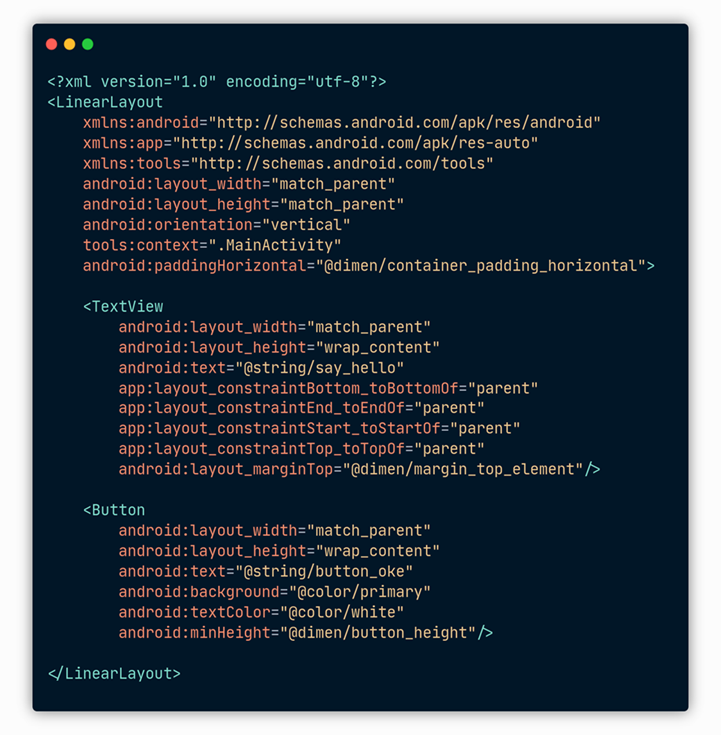 <?xml version="1.0" encoding="utf-8"?>
<LinearLayout
    xmlns:android="http://schemas.android.com/apk/res/android"
    xmlns:app="http://schemas.android.com/apk/res-auto"
    xmlns:tools="http://schemas.android.com/tools"
    android:layout_width="match_parent"
    android:layout_height="match_parent"
    android:orientation="vertical"
    tools:context=".MainActivity"
    android:paddingHorizontal="@dimen/container_padding_horizontal">

    <TextView
        android:layout_width="match_parent"
        android:layout_height="wrap_content"
        android:text="@string/say_hello"
        app:layout_constraintBottom_toBottomOf="parent"
        app:layout_constraintEnd_toEndOf="parent"
        app:layout_constraintStart_toStartOf="parent"
        app:layout_constraintTop_toTopOf="parent"
        android:layout_marginTop="@dimen/margin_top_element"/>

    <Button
        android:layout_width="match_parent"
        android:layout_height="wrap_content"
        android:text="@string/button_oke"
        android:background="@color/primary"
        android:textColor="@color/white"
        android:minHeight="@dimen/button_height"/>

</LinearLayout>